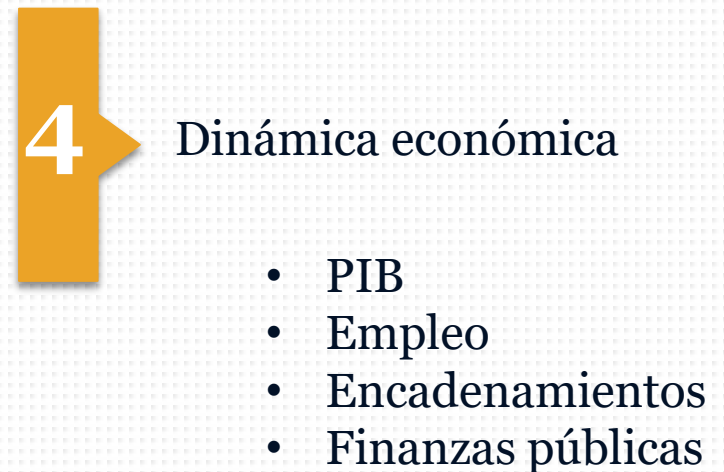 4
Dinámica económica
• PIB
• Empleo
• Encadenamientos
• Finanzas públicas